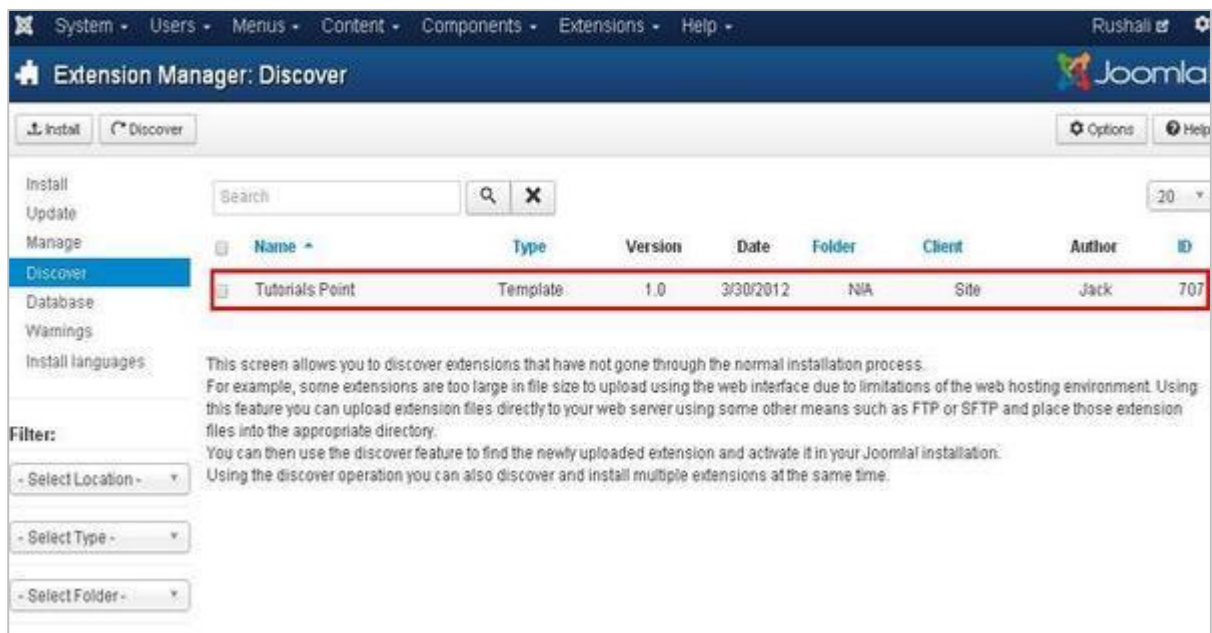 System Users Menus Content Components Extensions Help Rushali
Extension Manager: Discover Joomla
Install Discover Options Help
Install
Update
Manage
Discover
Database
Warnings
Install languages
Filter:
- Select Location -
- Select Type -
- Select Folder -
Search 20
Name Type Version Date Folder Client Author ID
Tutorials Point Template 1.0 3/30/2012 N/A Site Jack 707
This screen allows you to discover extensions that have not gone through the normal installation process.
For example, some extensions are too large in file size to upload using the web interface due to limitations of the web hosting environment. Using
this feature you can upload extension files directly to your web server using some other means such as FTP or SFTP and place those extension
files into the appropriate directory.
You can then use the discover feature to find the newly uploaded extension and activate it in your Joomla! installation.
Using the discover operation you can also discover and install multiple extensions at the same time.